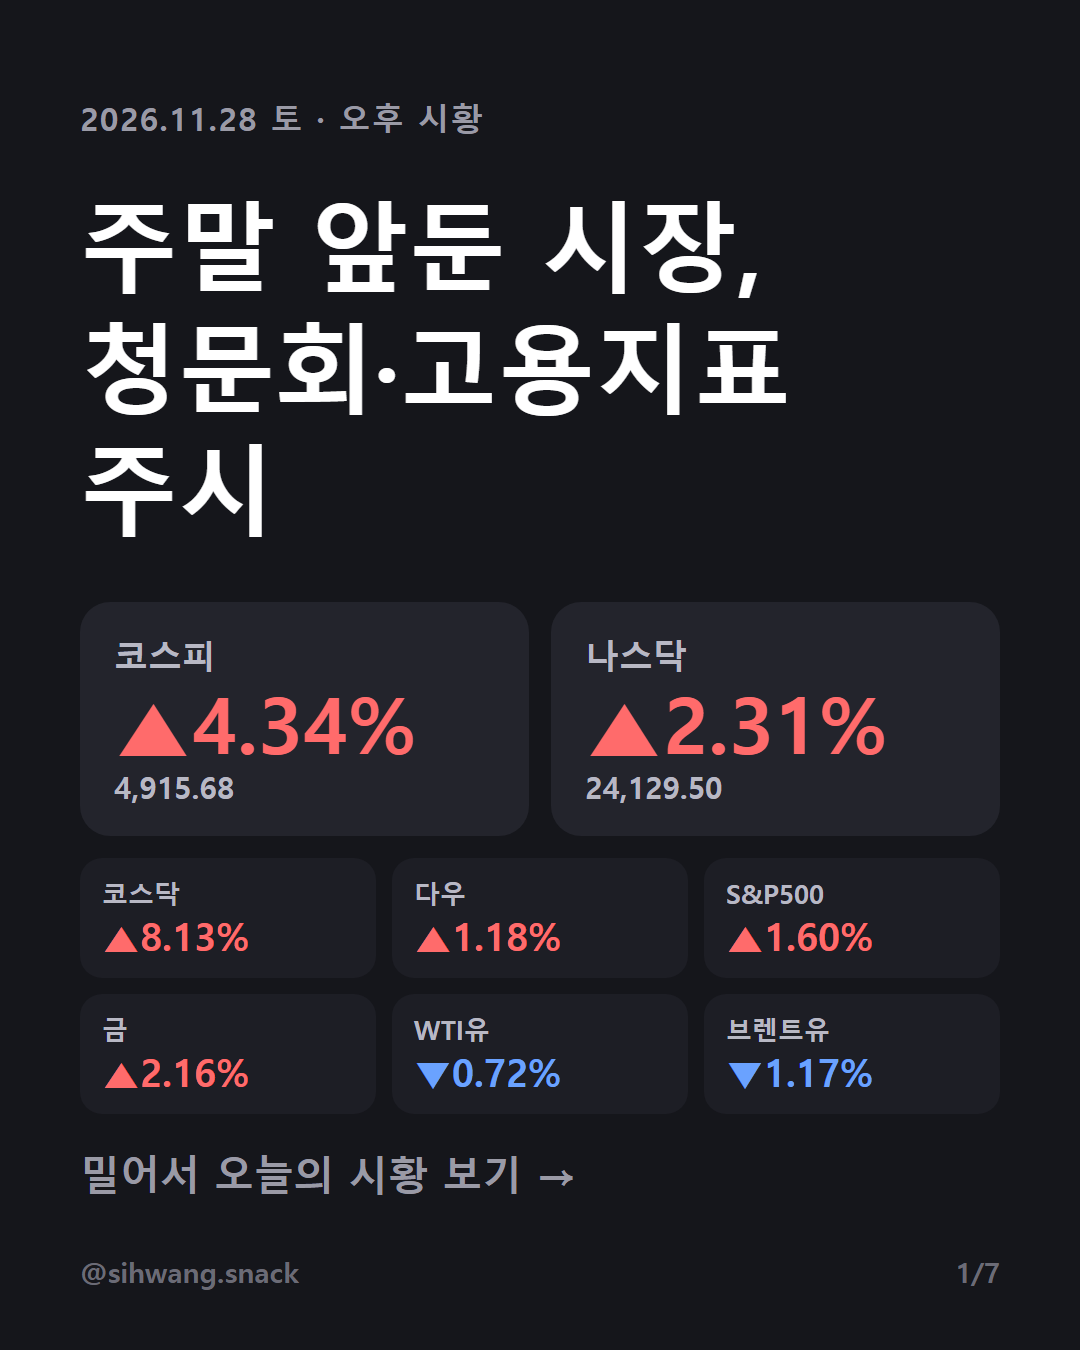 2026.11.28 토 · 오후 시황
주말 앞둔 시장,
청문회·고용지표
주시
코스피
▲4.34%
4,915.68
나스닥
▲2.31%
24,129.50
코스닥
▲8.13%
다우
▲1.18%
S&P500
▲1.60%
금
▲2.16%
WTI유
▼0.72%
브렌트유
▼1.17%
밀어서 오늘의 시황 보기 →
@sihwang.snack
1/7